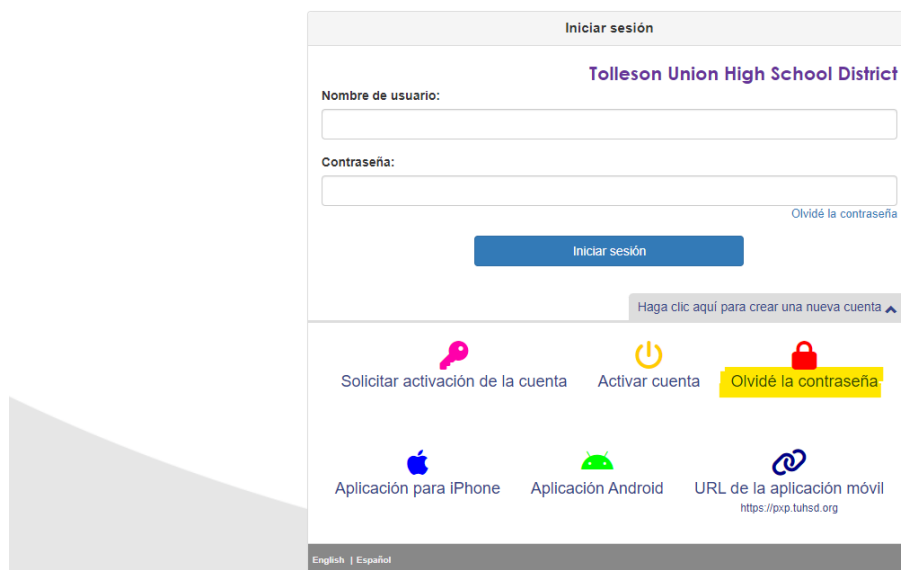 Iniciar sesión
Tolleson Union High School District
Nombre de usuario:
Contraseña:
Olvidé la contraseña
Iniciar sesión
Haga clic aquí para crear una nueva cuenta
Solicitar activación de la cuenta Activar cuenta Olvidé la contraseña
Aplicación para iPhone Aplicación Android URL de la aplicación móvil
https://pxp.tuhsd.org
English | Español